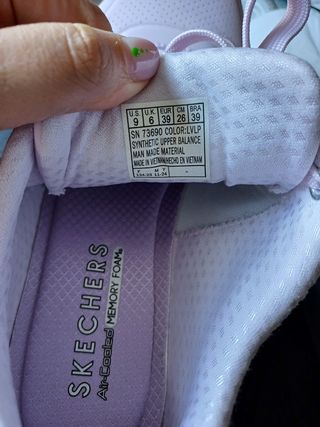 U.S. U.K. EUR CM BRA
9 6 39 26 39
SN 73690 COLOR:LVLP
SYNTHETIC UPPER BALANCE
MAN MADE MATERIAL
MADE IN VIETNAM/HECHO EN VIETNAM
SKECHERS
Air-Cooled MEMORY FOAM®